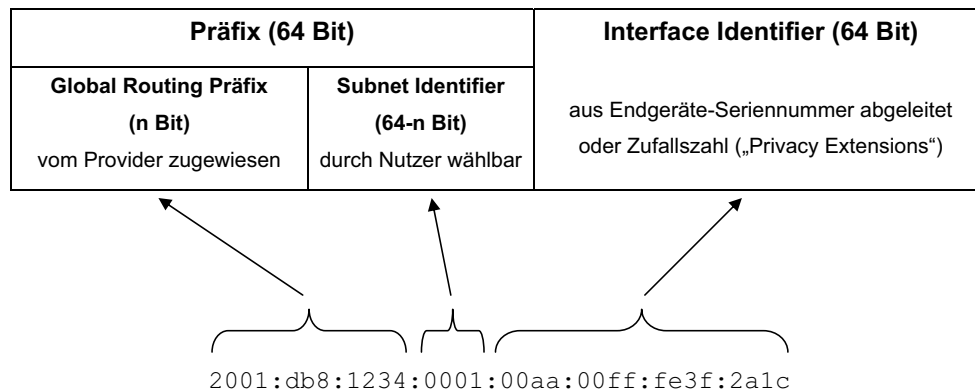 Präfix (64 Bit)
Interface Identifier (64 Bit)
Global Routing Präfix
(n Bit)
vom Provider zugewiesen
Subnet Identifier
(64-n Bit)
durch Nutzer wählbar
aus Endgeräte-Seriennummer abgeleitet
oder Zufallszahl („Privacy Extensions“)
2001:db8:1234:0001:00aa:00ff:fe3f:2a1c